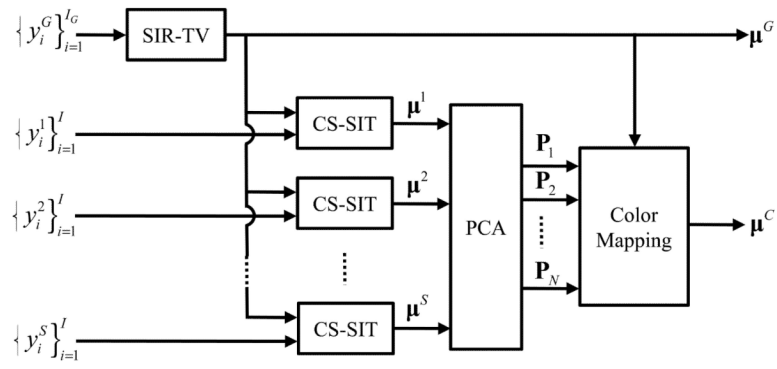 { y_i^G }_{i=1}^{I_G}
SIR-TV
μ^G
{ y_i^1 }_{i=1}^I
CS-SIT
μ^1
{ y_i^2 }_{i=1}^I
CS-SIT
μ^2
{ y_i^S }_{i=1}^I
CS-SIT
μ^S
PCA
P_1
P_2
P_N
Color
Mapping
μ^C